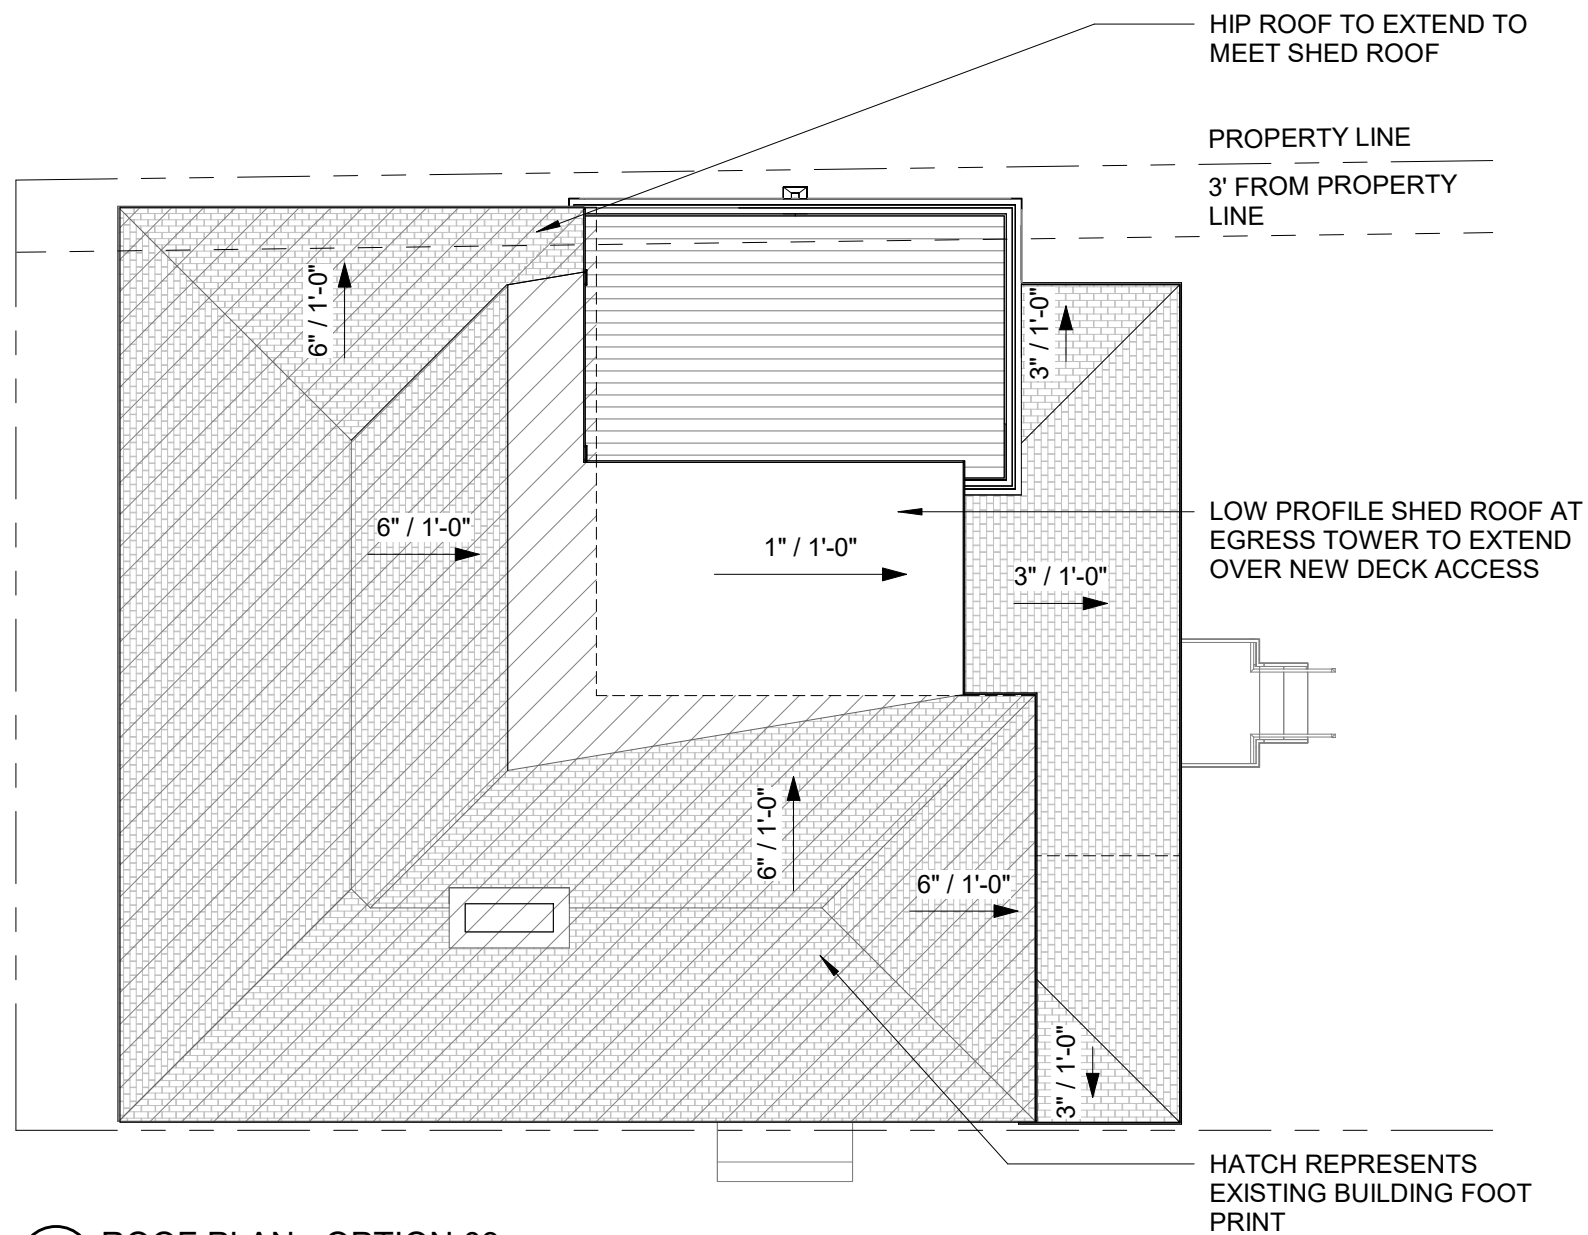 HIP ROOF TO EXTEND TO
MEET SHED ROOF
PROPERTY LINE
3' FROM PROPERTY
LINE
6" / 1'-0"
3" / 1'-0"
6" / 1'-0"
1" / 1'-0"
LOW PROFILE SHED ROOF AT
EGRESS TOWER TO EXTEND
OVER NEW DECK ACCESS
3" / 1'-0"
6" / 1'-0"
6" / 1'-0"
3" / 1'-0"
HATCH REPRESENTS
EXISTING BUILDING FOOT
PRINT
ROOF PLAN - OPTION